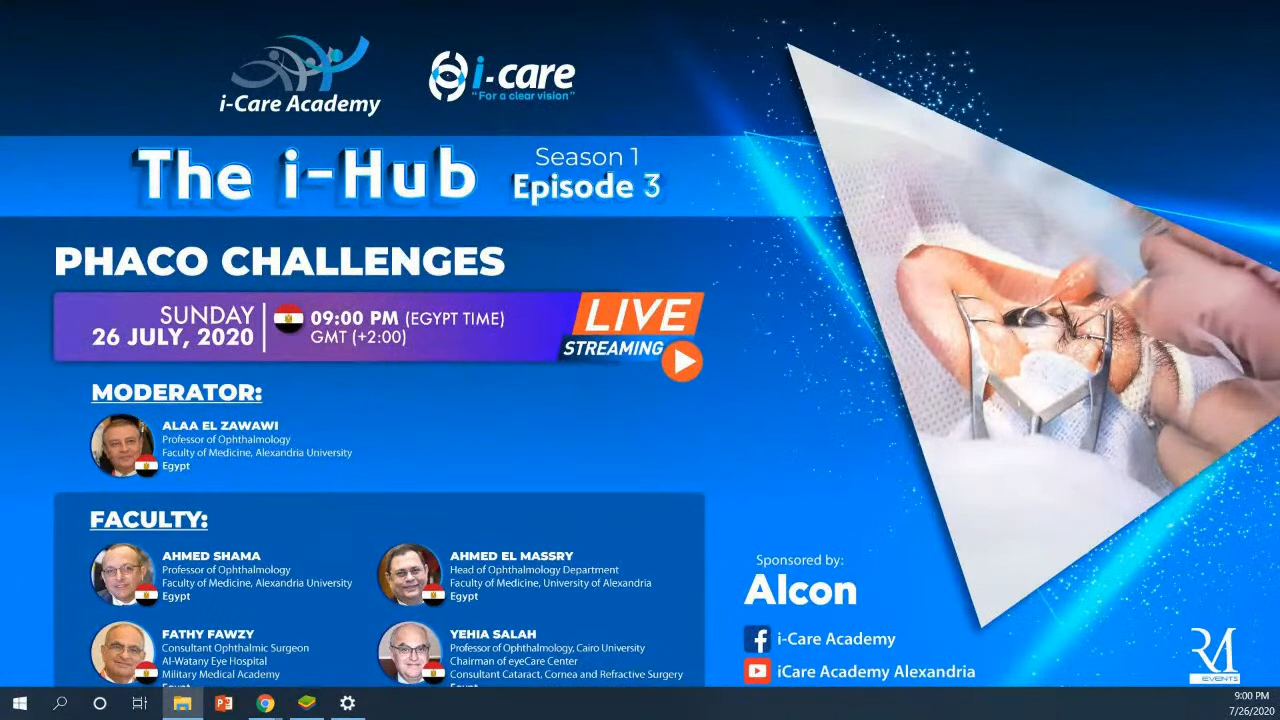 i-Care Academy
i-care
"For a clear vision"
The i-Hub
Season 1
Episode 3
PHACO CHALLENGES
SUNDAY
26 JULY, 2020
09:00 PM (EGYPT TIME)
GMT (+2:00)
LIVE
STREAMING
MODERATOR:
ALAA EL ZAWAWI
Professor of Ophthalmology
Faculty of Medicine, Alexandria University
Egypt
FACULTY:
AHMED SHAMA
Professor of Ophthalmology
Faculty of Medicine, Alexandria University
Egypt
AHMED EL MASSRY
Head of Ophthalmology Department
Faculty of Medicine, University of Alexandria
Egypt
FATHY FAWZY
Consultant Ophthalmic Surgeon
Al-Watany Eye Hospital
Military Medical Academy
YEHIA SALAH
Professor of Ophthalmology, Cairo University
Chairman of eyeCare Center
Consultant Cataract, Cornea and Refractive Surgery
Sponsored by:
Alcon
i-Care Academy
iCare Academy Alexandria
EVENTS
9:00 PM
7/26/2020